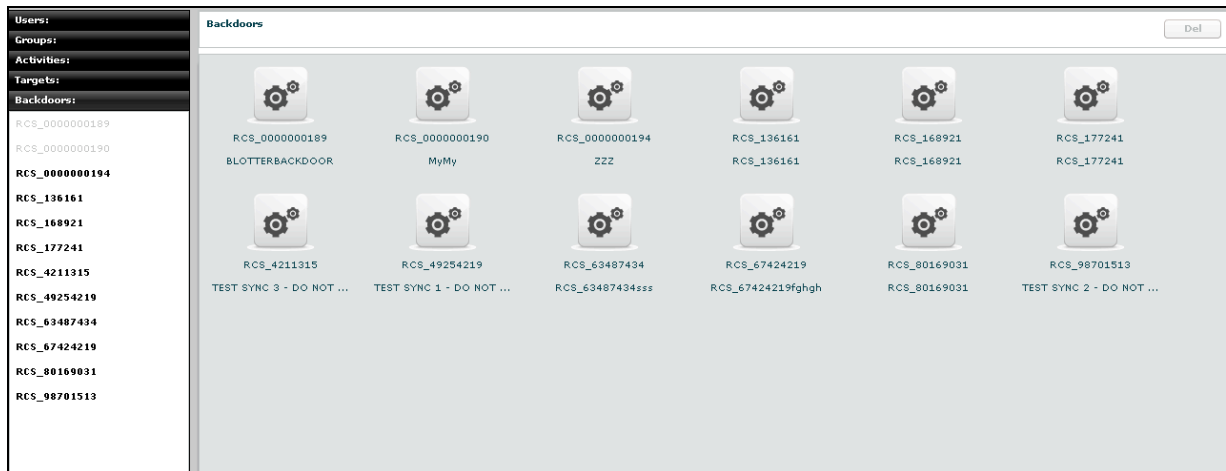 Users:
Groups:
Activities:
Targets:
Backdoors:
RCS_0000000189
RCS_0000000190
RCS_0000000194
RCS_136161
RCS_168921
RCS_177241
RCS_4211315
RCS_49254219
RCS_63487434
RCS_67424219
RCS_80169031
RCS_98701513
Backdoors
Del
RCS_0000000189 RCS_0000000190 RCS_0000000194 RCS_136161 RCS_168921 RCS_177241
BLOTTERBACKDOOR MyMy ZZZ RCS_136161 RCS_168921 RCS_177241
RCS_4211315 RCS_49254219 RCS_63487434 RCS_67424219 RCS_80169031 RCS_98701513
TEST SYNC 3 - DO NOT ... TEST SYNC 1 - DO NOT ... RCS_63487434sss RCS_67424219fghgh RCS_80169031 TEST SYNC 2 - DO NOT ...